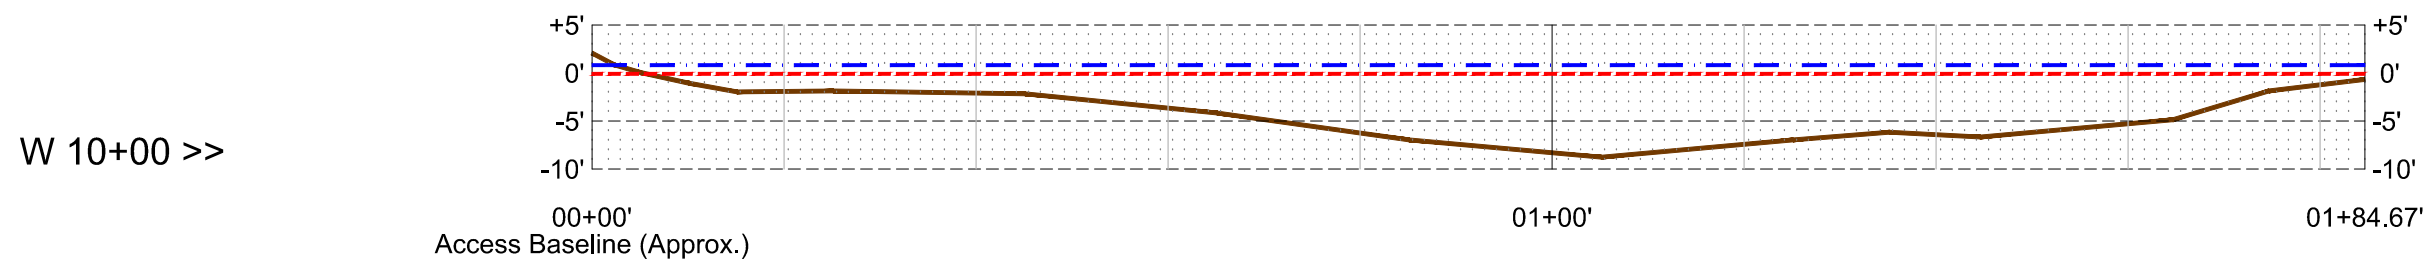 +5' +5'
0' 0'
-5' -5'
W 10+00 >>
-10' -10'
00+00' 01+00' 01+84.67'
Access Baseline (Approx.)